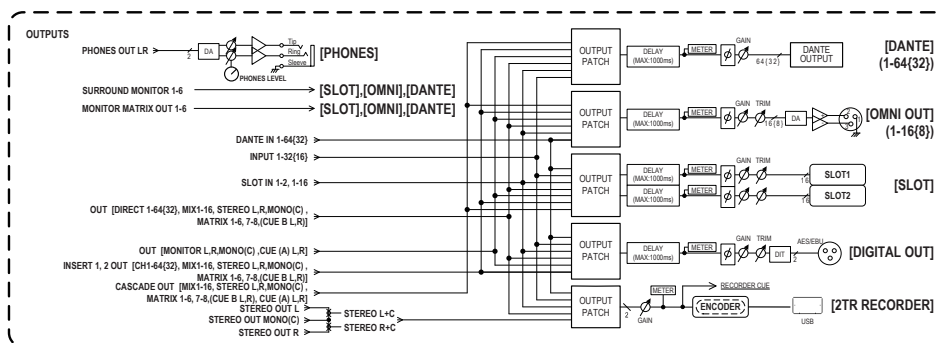 OUTPUTS
PHONES OUT LR
2
DA
Tip
Ring
Sleeve
PHONES LEVEL
[PHONES]
SURROUND MONITOR 1-6
[SLOT],[OMNI],[DANTE]
MONITOR MATRIX OUT 1-6
[SLOT],[OMNI],[DANTE]
DANTE IN 1-64{32}
INPUT 1-32{16}
SLOT IN 1-2, 1-16
OUT [DIRECT 1-64{32}, MIX1-16, STEREO L,R,MONO(C) ,
MATRIX 1-6, 7-8,(CUE B L,R)]
OUT [MONITOR L,R,MONO(C) ,CUE (A) L,R]
INSERT 1, 2 OUT [CH1-64{32}, MIX1-16, STEREO L,R,MONO(C) ,
MATRIX 1-6, 7-8,(CUE B L,R)]
CASCADE OUT [MIX1-16, STEREO L,R,MONO(C) ,
MATRIX 1-6, 7-8,(CUE B L,R), CUE (A) L,R]
STEREO OUT L
STEREO OUT MONO(C)
STEREO OUT R
STEREO L+C
STEREO R+C
OUTPUT
PATCH
DELAY
(MAX:1000ms)
METER
ϕ
GAIN
64{32}
DANTE
OUTPUT
[DANTE]
(1-64{32})
OUTPUT
PATCH
DELAY
(MAX:1000ms)
METER
ϕ
GAIN TRIM
16{8}
DA
[OMNI OUT]
(1-16{8})
OUTPUT
PATCH
DELAY
(MAX:1000ms)
METER
ϕ
GAIN TRIM
16
SLOT1
DELAY
(MAX:1000ms)
METER
ϕ
16
SLOT2
[SLOT]
OUTPUT
PATCH
DELAY
(MAX:1000ms)
METER
ϕ
GAIN TRIM
DIT
AES/EBU
2
[DIGITAL OUT]
OUTPUT
PATCH
2
GAIN
METER
RECORDER CUE
ENCODER
USB
[2TR RECORDER]